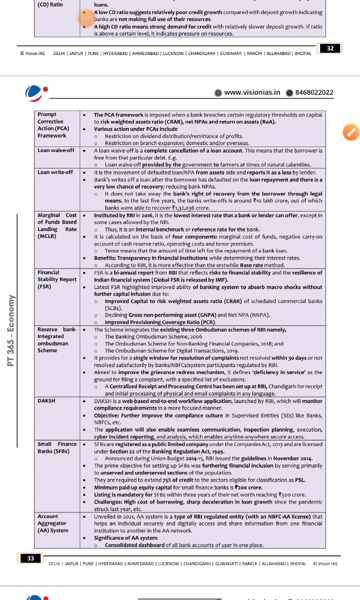 (CD) Ratio
loans.
A low CD ratio suggests relatively poor credit growth compared with deposit growth indicating
banks are not making full use of their resources.
A high CD ratio means strong demand for credit with relatively slower deposit growth. If ratio
is above a certain level, it indicates pressure on resources.
© Vision IAS DELHI | JAIPUR | PUNE | HYDERABAD | AHMEDABAD | LUCKNOW | CHANDIGARH | GUWAHATI | RANCHI | ALLAHABAD | BHOPAL 32
www.visionias.in 8468022022
Prompt Corrective Action (PCA) Framework
• The PCA framework is imposed when a bank breaches certain regulatory thresholds on capital
to risk weighted assets ratio (CRAR), net NPAs and return on assets (RoA).
• Various action under PCAs include
o Restriction on dividend distribution/remittance of profits.
o Restriction on branch expansion; domestic and/or overseas.
Loan waive-off
• A loan waive-off is a complete cancellation of a loan account. This means that the borrower is
free from that particular debt. E.g.
o Loan waive-off provided by the government to farmers at times of natural calamities.
Loan write-off
• It is the movement of defaulted loan/NPA from assets side and reports it as a loss by lender.
• Bank's writes off a loan after the borrower has defaulted on the loan repayment and there is a
very low chance of recovery; reducing bank NPAs.
o It does not take away the bank's right of recovery from the borrower through legal
means. In the last five years, the banks write-offs is around ₹10 lakh crore, out of which
banks were able to recover ₹1,32,036 crore.
Marginal Cost of Funds Based Landing Rate (MCLR)
• Instituted by RBI in 2016, it is the lowest interest rate that a bank or lender can offer, except in
some cases allowed by the RBI.
o Thus, it is an internal benchmark or reference rate for the bank.
• It is calculated on the basis of four components: marginal cost of funds, negative carry-on
account of cash reserve ratio, operating costs and tenor premium.
o Tenor means that the amount of time left for the repayment of a bank loan.
• Benefits: Transparency in Financial Institutions while determining their interest rates.
o According to RBI, it is more effective than the erstwhile Base rate method.
Financial Stability Report (FSR)
• FSR is a bi-annual report from RBI that reflects risks to financial stability and the resilience of
Indian financial system (Global FSR is released by IMF).
• Latest FSR highlighted improved ability of banking system to absorb macro shocks without
further capital infusion due to:
o Improved Capital to risk weighted assets ratio (CRAR) of scheduled commercial banks
(SCBs).
o Declining Gross non-performing asset (GNPA) and Net NPA (NNPA).
o Improved Provisioning Coverage Ratio (PCR).
Reserve bank-Integrated ombudsman Scheme
• The Scheme integrates the existing three Ombudsman schemes of RBI namely,
o The Banking Ombudsman Scheme, 2006
o The Ombudsman Scheme for Non-Banking Financial Companies, 2018; and
o The Ombudsman Scheme for Digital Transactions, 2019.
• It provides for a single window for resolution of complaints not resolved within 30 days or not
resolved satisfactorily by banks/NBFCs/system participants regulated by RBI.
• Aimed to improve the grievance redress mechanism, it defines 'deficiency in service' as the
ground for filing a complaint, with a specified list of exclusions.
o A Centralised Receipt and Processing Centre has been set up at RBI, Chandigarh for receipt
and initial processing of physical and email complaints in any language.
DAKSH
• DAKSH is a web-based end-to-end workflow application, launched by RBI, which will monitor
compliance requirements in a more focused manner.
• Objective: Further improve the compliance culture in Supervised Entities (SEs) like Banks,
NBFCs, etc.
• The application will also enable seamless communication, inspection planning, execution,
cyber incident reporting, and analysis, which enables anytime-anywhere secure access.
Small Finance Banks (SFBs)
• SFBs are registered as a public limited company under the Companies Act, 2013 and are licensed
under Section 22 of the Banking Regulation Act, 1949.
o Announced during Union Budget 2014-15, RBI issued the guidelines in November 2014.
• The prime objective for setting up SFBs was furthering financial inclusion by serving primarily
to unserved and underserved sections of the population.
• They are required to extend 75% of credit to the sectors eligible for classification as PSL.
• Minimum paid-up equity capital for small finance banks is ₹200 crore.
• Listing is mandatory for SFBs within three years of their net worth reaching ₹500 crore.
• Challenges: High cost of borrowing, sharp deceleration in loan growth since the pandemic
struck last year, etc.
Account Aggregator (AA) System
• Unveiled in 2021, AA system is a type of RBI regulated entity (with an NBFC-AA license) that
helps an individual securely and digitally access and share information from one financial
institution to another in the AA network.
• Significance of AA system
o Consolidated dashboard of all bank accounts of user in one place.
PT 365 - Economy
33 DELHI | JAIPUR | PUNE | HYDERABAD | AHMEDABAD | LUCKNOW | CHANDIGARH | GUWAHATI | RANCHI | ALLAHABAD | BHOPAL © Vision IAS